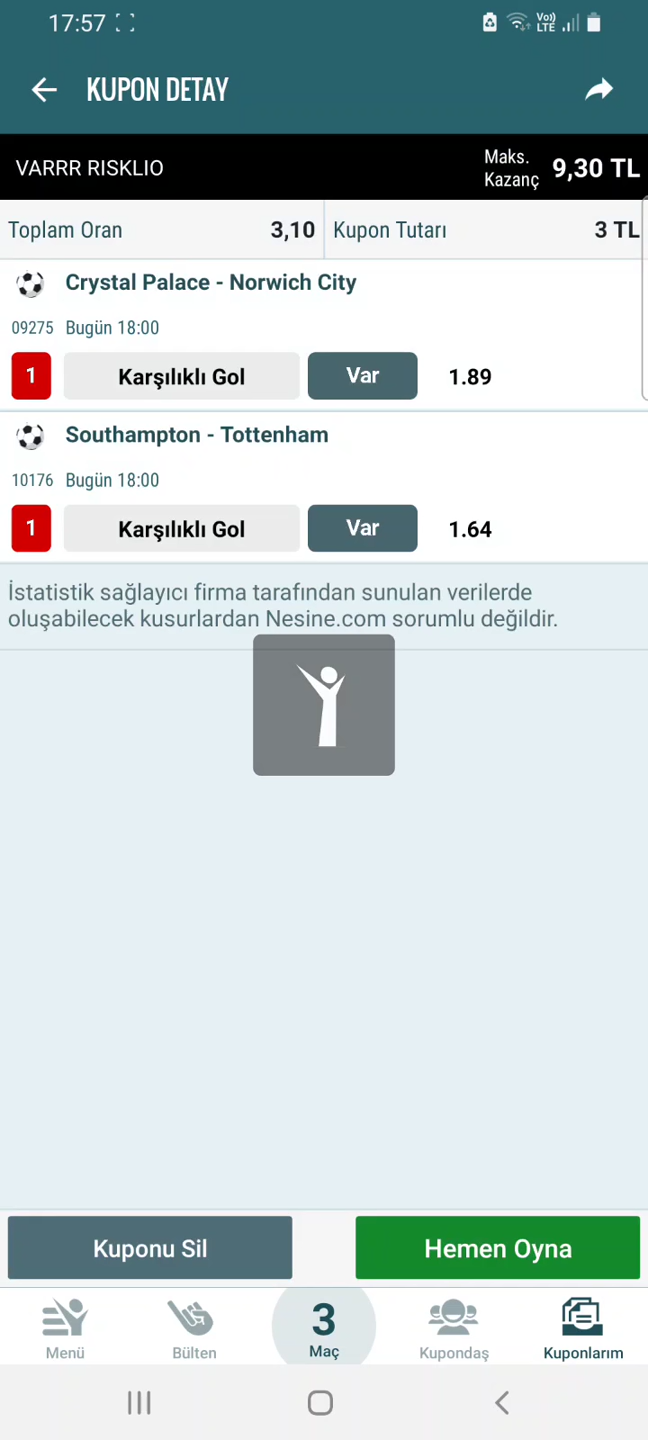 17:57
Vo)) LTE
KUPON DETAY
VARRR RISKLIO
Maks. Kazanç 9,30 TL
Toplam Oran 3,10 Kupon Tutarı 3 TL
Crystal Palace - Norwich City
09275 Bugün 18:00
1 Karşılıklı Gol Var 1.89
Southampton - Tottenham
10176 Bugün 18:00
1 Karşılıklı Gol Var 1.64
İstatistik sağlayıcı firma tarafından sunulan verilerde
oluşabilecek kusurlardan Nesine.com sorumlu değildir.
Kuponu Sil Hemen Oyna
3
Menü Bülten Maç Kupondaş Kuponlarım